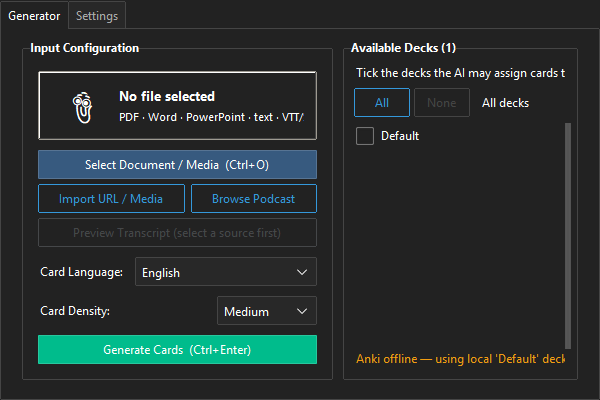 Generator
Settings
Input Configuration
No file selected
PDF · Word · PowerPoint · text · VTT/
Select Document / Media (Ctrl+O)
Import URL / Media
Browse Podcast
Preview Transcript (select a source first)
Card Language:
English
Card Density:
Medium
Generate Cards (Ctrl+Enter)
Available Decks (1)
Tick the decks the AI may assign cards t
All
None
All decks
Default
Anki offline — using local 'Default' deck